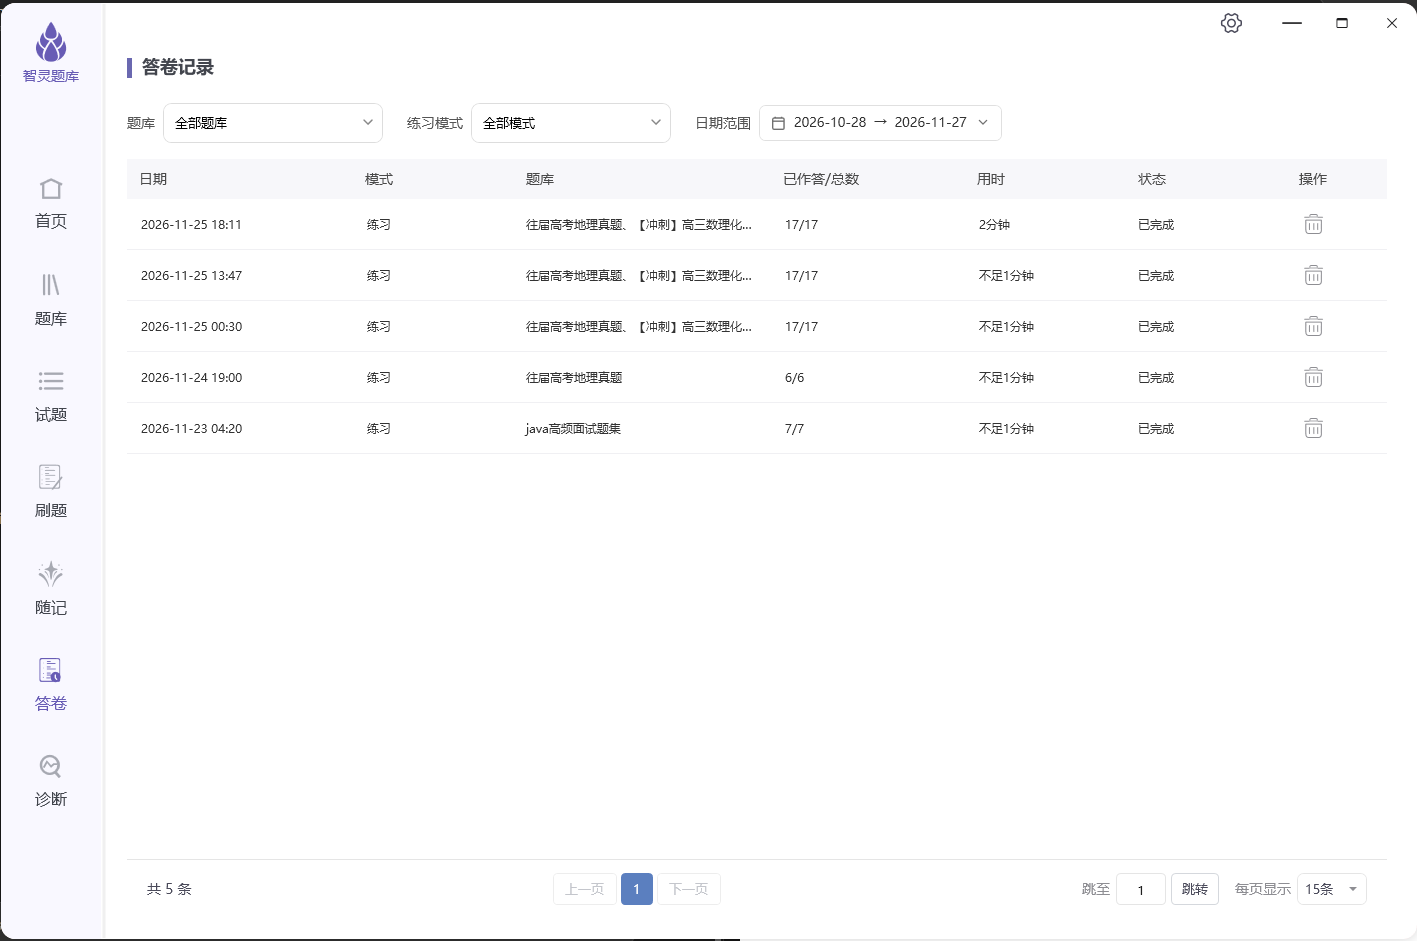 智灵题库
首页
题库
试题
刷题
随记
答卷
诊断
答卷记录
题库 全部题库 练习模式 全部模式 日期范围 2026-10-28 → 2026-11-27
日期 模式 题库 已作答/总数 用时 状态 操作
2026-11-25 18:11 练习 往届高考地理真题、【冲刺】高三数理化... 17/17 2分钟 已完成
2026-11-25 13:47 练习 往届高考地理真题、【冲刺】高三数理化... 17/17 不足1分钟 已完成
2026-11-25 00:30 练习 往届高考地理真题、【冲刺】高三数理化... 17/17 不足1分钟 已完成
2026-11-24 19:00 练习 往届高考地理真题 6/6 不足1分钟 已完成
2026-11-23 04:20 练习 java高频面试题集 7/7 不足1分钟 已完成
共 5 条 上一页 1 下一页 跳至 1 跳转 每页显示 15条